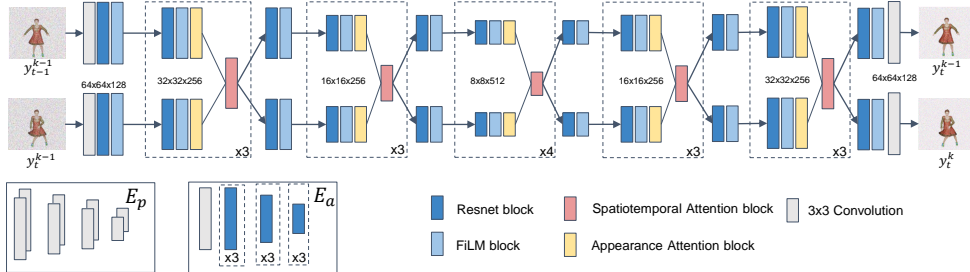 y_{t-1}^{k-1}
64x64x128
32x32x256
16x16x256
8x8x512
16x16x256
32x32x256
64x64x128
y_t^{k-1}
y_t^{k-1}
x3
x3
x4
x3
x3
y_t^k
E_p
E_a
x3
x3
x3
Resnet block
Spatiotemporal Attention block
3x3 Convolution
FiLM block
Appearance Attention block